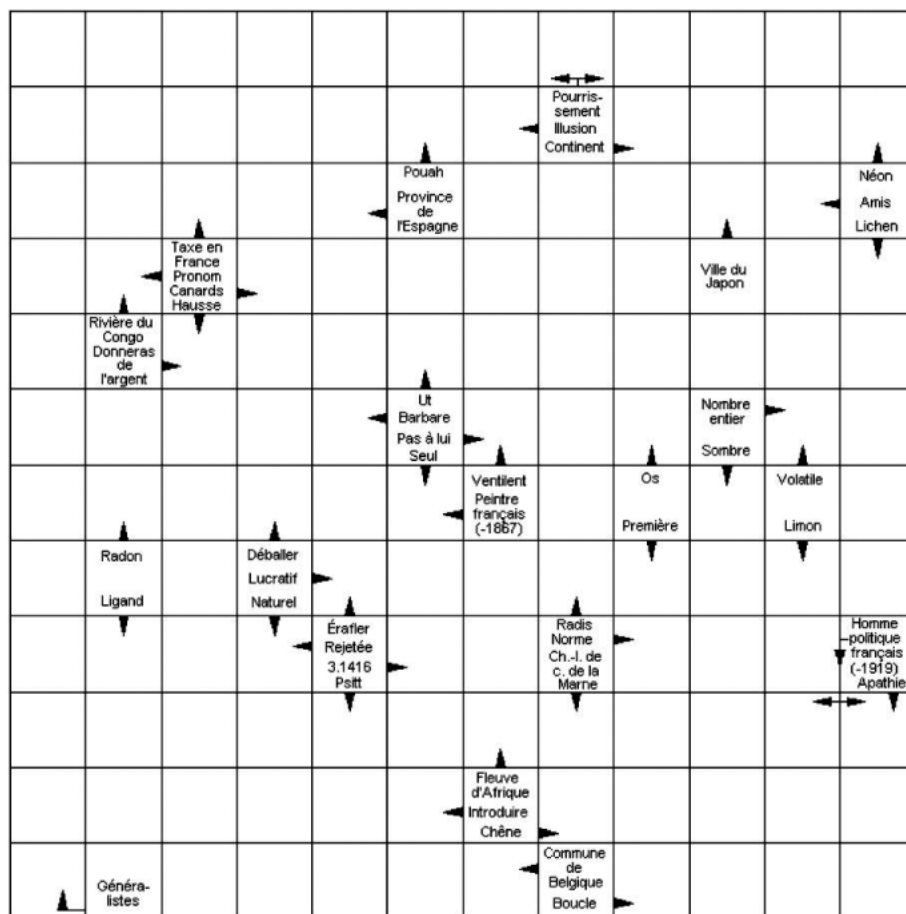 Pourris-
sement
Illusion
Continent
Pouah
Province
de
l'Espagne
Néon
Amis
Lichen
Taxe en
France
Pronom
Canards
Hausse
Ville du
Japon
Rivière du
Congo
Donneras
de
l'argent
Ut
Barbare
Pas à lui
Seul
Nombre
entier
Sombre
Ventilent
Peintre
français
(-1867)
Os
Première
Volatile
Limon
Radon
Ligand
Déballer
Lucratif
Naturel
Érafler
Rejetée
3.1416
Psitt
Radis
Norme
Ch.-l. de
c. de la
Marne
Homme
politique
français
(-1919)
Apathie
Fleuve
d'Afrique
Introduire
Chêne
Commune
de
Belgique
Boucle
Généra-
listes